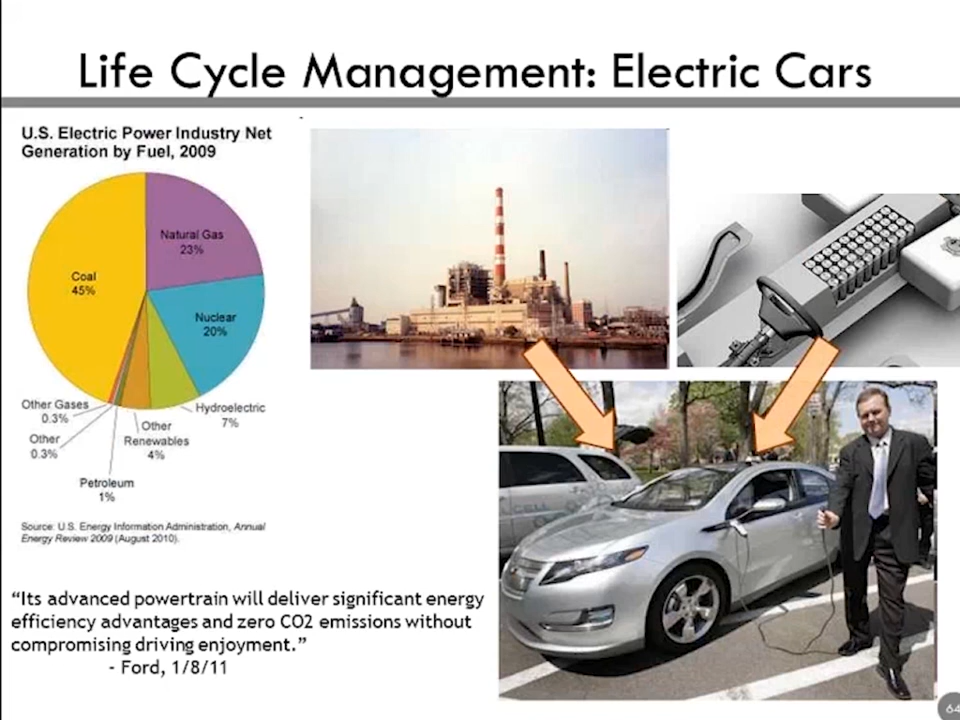 Life Cycle Management: Electric Cars
U.S. Electric Power Industry Net
Generation by Fuel, 2009
Natural Gas
23%
Coal
45%
Nuclear
20%
Other Gases
0.3%
Hydroelectric
7%
Other
Renewables
4%
Other
0.3%
Petroleum
1%
Source: U.S. Energy Information Administration, Annual
Energy Review 2009 (August 2010).
“Its advanced powertrain will deliver significant energy
efficiency advantages and zero CO2 emissions without
compromising driving enjoyment.”
- Ford, 1/8/11
64